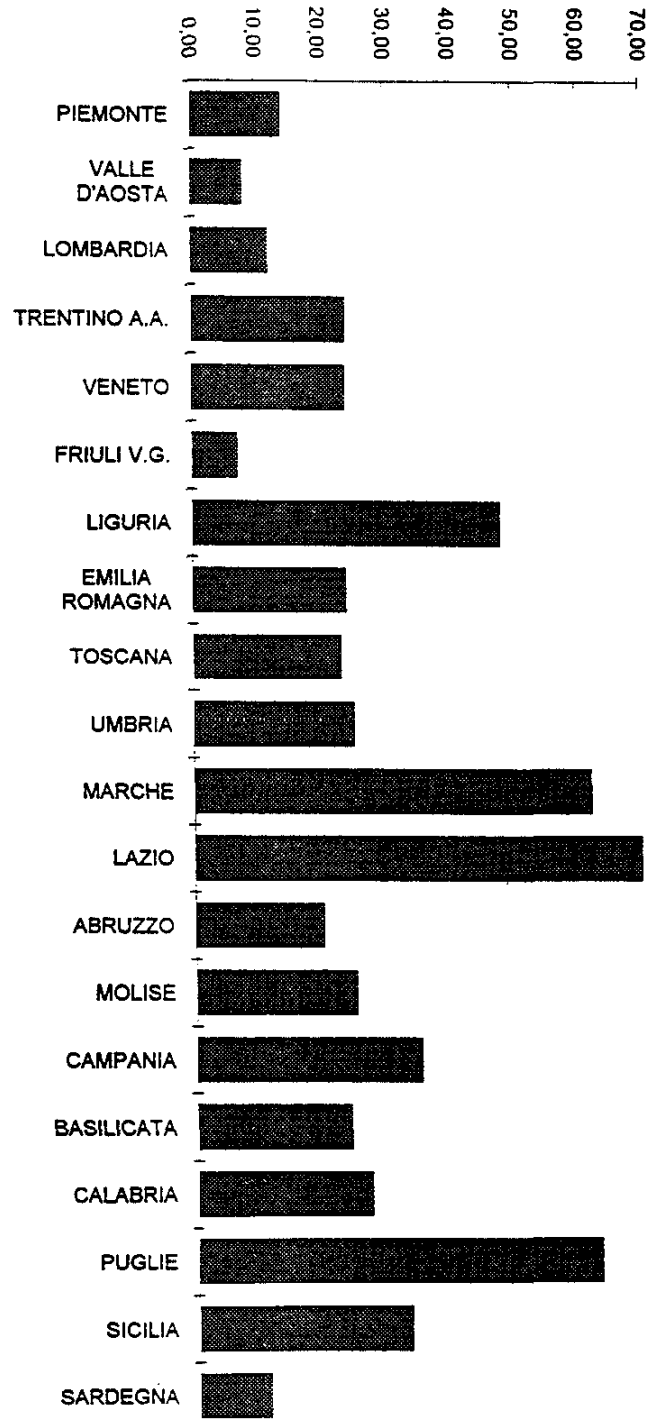 0,00
10,00
20,00
30,00
40,00
50,00
60,00
70,00
PIEMONTE
VALLE
D'AOSTA
LOMBARDIA
TRENTINO A.A.
VENETO
FRIULI V.G.
LIGURIA
EMILIA
ROMAGNA
TOSCANA
UMBRIA
MARCHE
LAZIO
ABRUZZO
MOLISE
CAMPANIA
BASILICATA
CALABRIA
PUGLIE
SICILIA
SARDEGNA